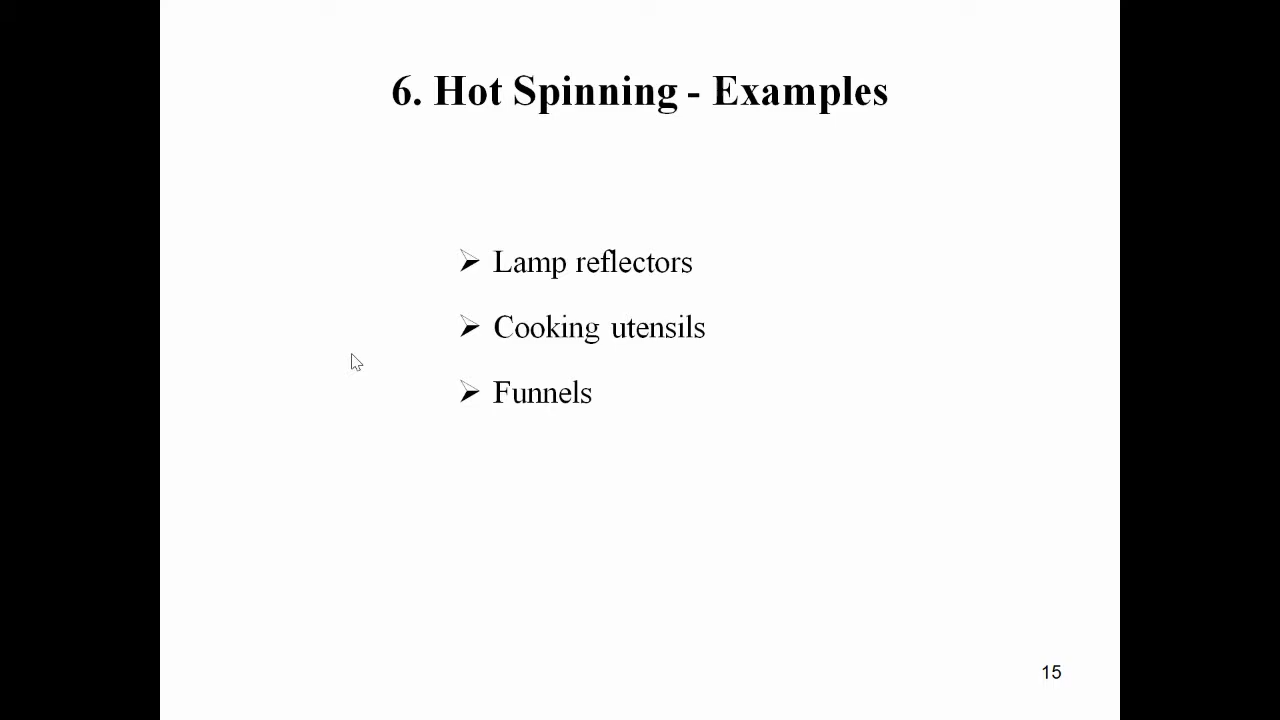 6. Hot Spinning - Examples
➢ Lamp reflectors
➢ Cooking utensils
➢ Funnels
15